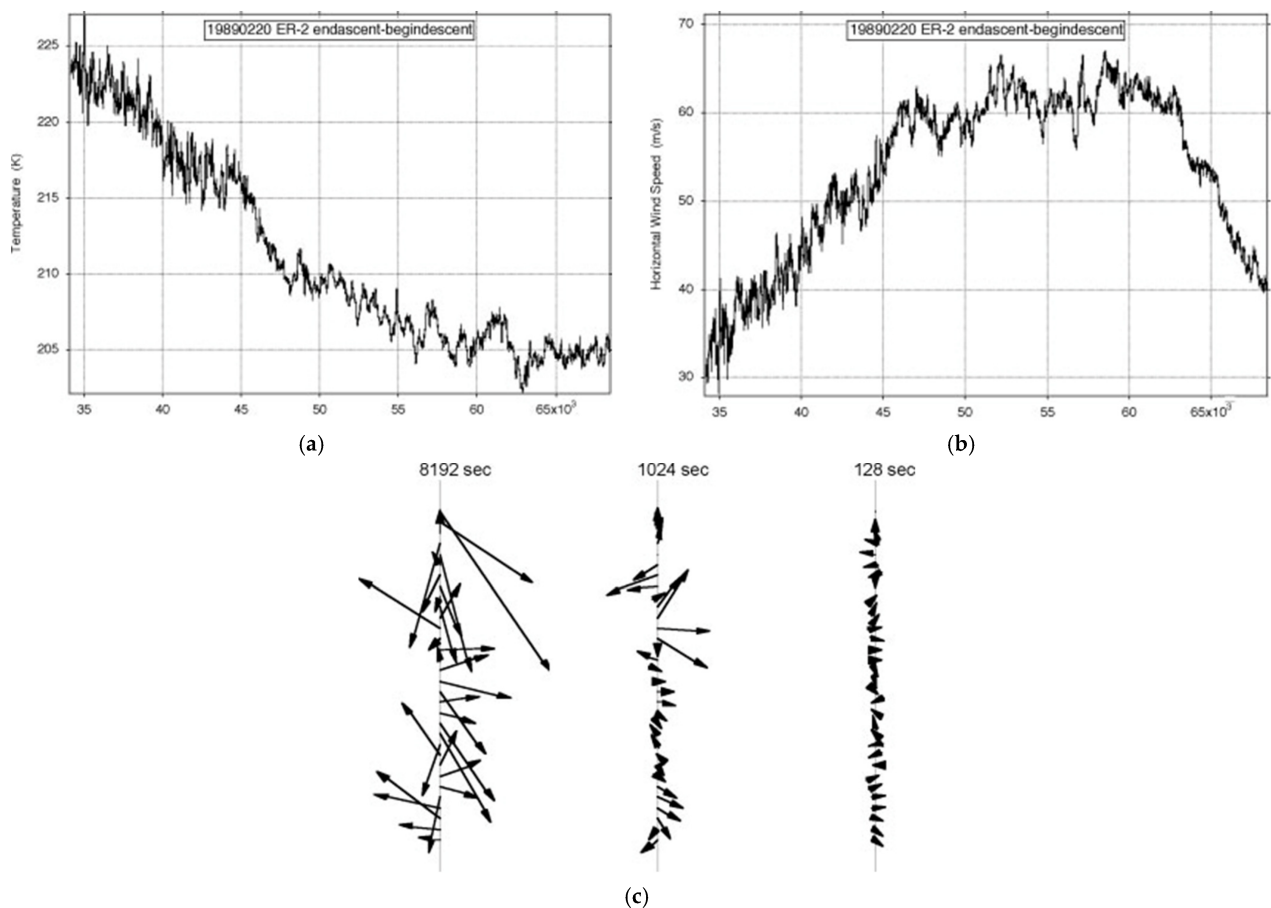 19890220 ER-2 endascent-begindescent
225
220
215
210
205
Temperature (K)
35 40 45 50 55 60 65x10³
(a)
19890220 ER-2 endascent-begindescent
70
60
50
40
30
Horizontal Wind Speed (m/s)
35 40 45 50 55 60 65x10³
(b)
8192 sec 1024 sec 128 sec
(c)